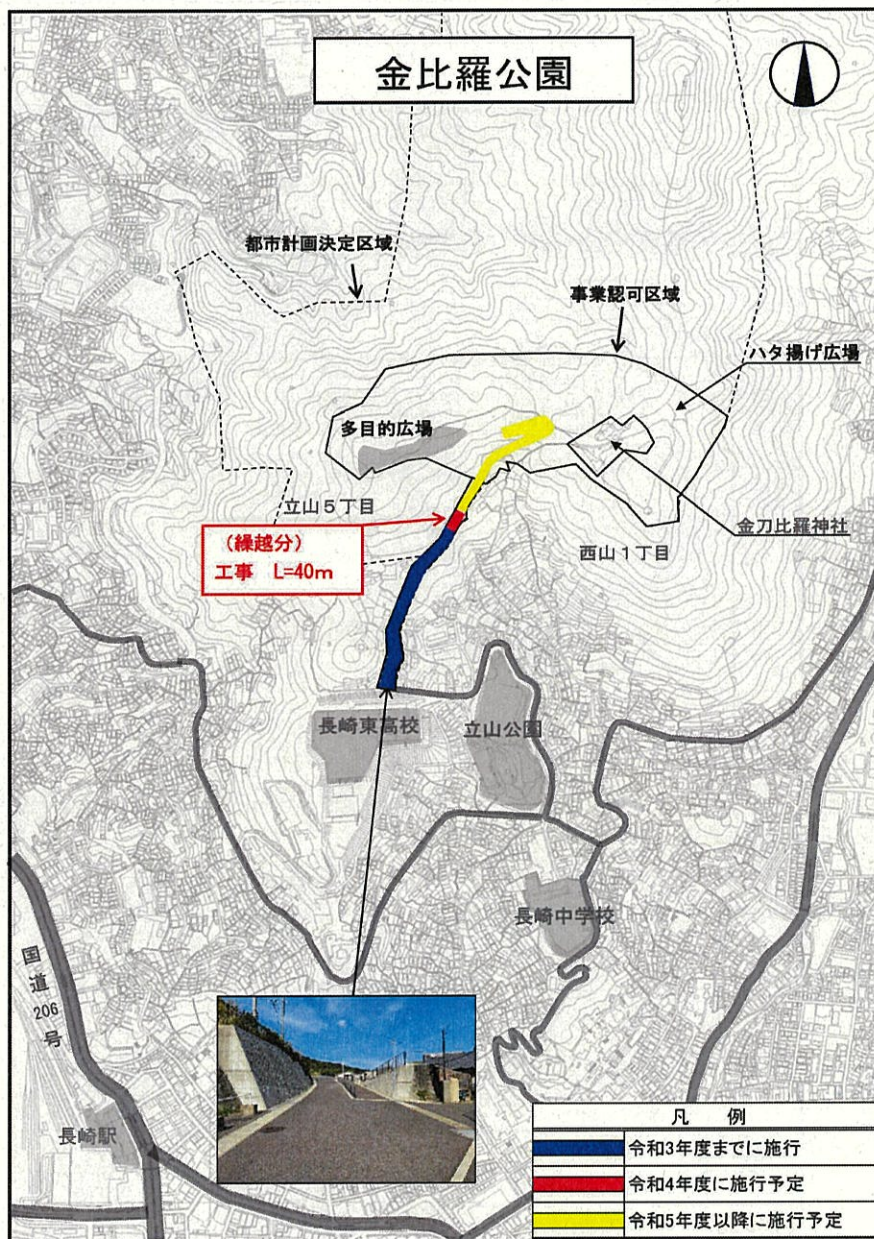 金比羅公園
都市計画決定区域
事業認可区域
ハタ揚げ広場
多目的広場
立山5丁目
金刀比羅神社
西山1丁目
(繰越分)
工事 L=40m
長崎東高校
立山公園
長崎中学校
国道206号
長崎駅
凡 例
令和3年度までに施行
令和4年度に施行予定
令和5年度以降に施行予定